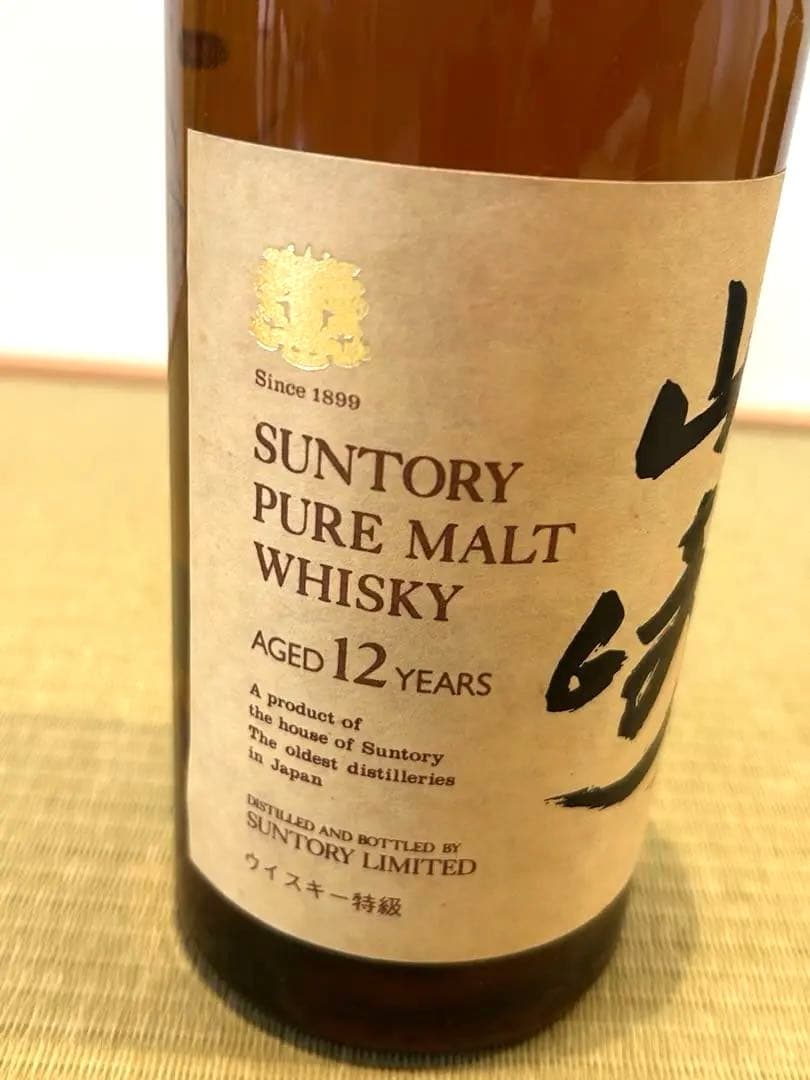 Since 1899
SUNTORY
PURE MALT
WHISKY
AGED 12 YEARS
A product of
the house of Suntory
The oldest distilleries
in Japan
DISTILLED AND BOTTLED BY
SUNTORY LIMITED
ウイスキー特級
山崎